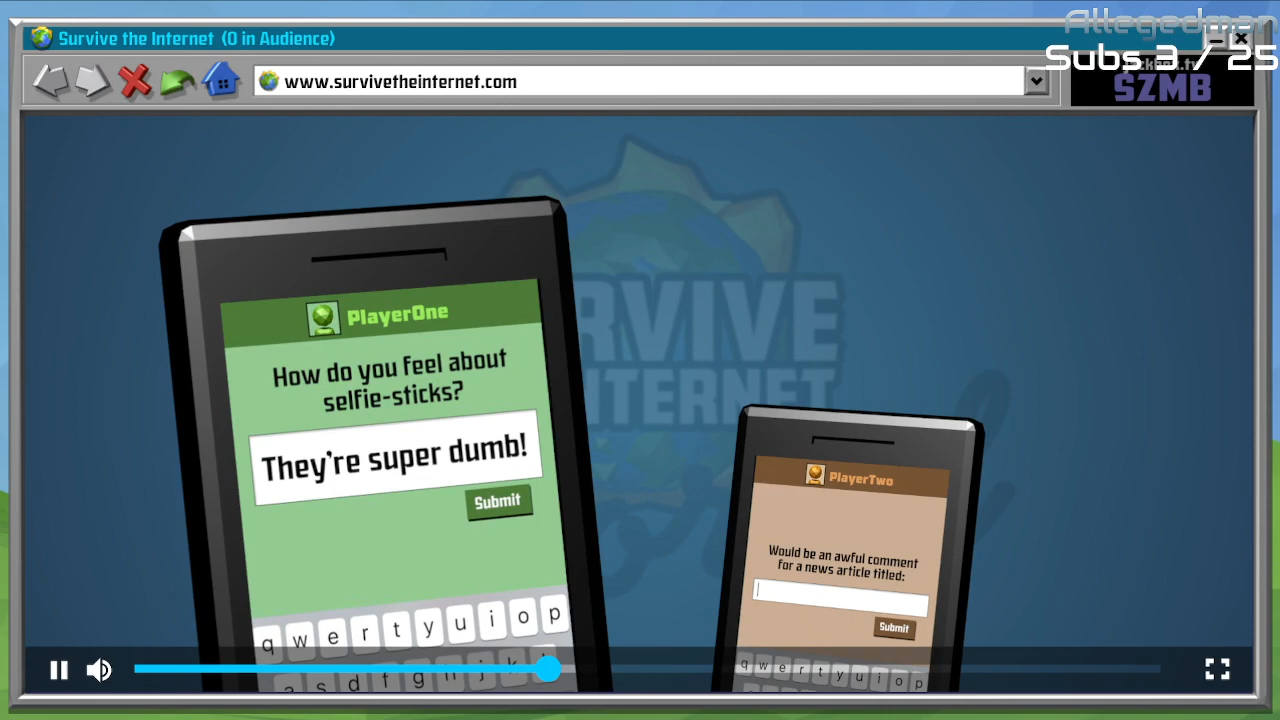 Survive the Internet (0 in Audience)
Allegedman
Subs 3 / 25
www.survivetheinternet.com
SZMB
PlayerOne
How do you feel about
selfie-sticks?
They're super dumb!
Submit
q w e r t y u i o p
a s d f g h j k l
SURVIVE
INTERNET
PlayerTwo
Would be an awful comment
for a news article titled:
Submit
q w e r t y u i o p